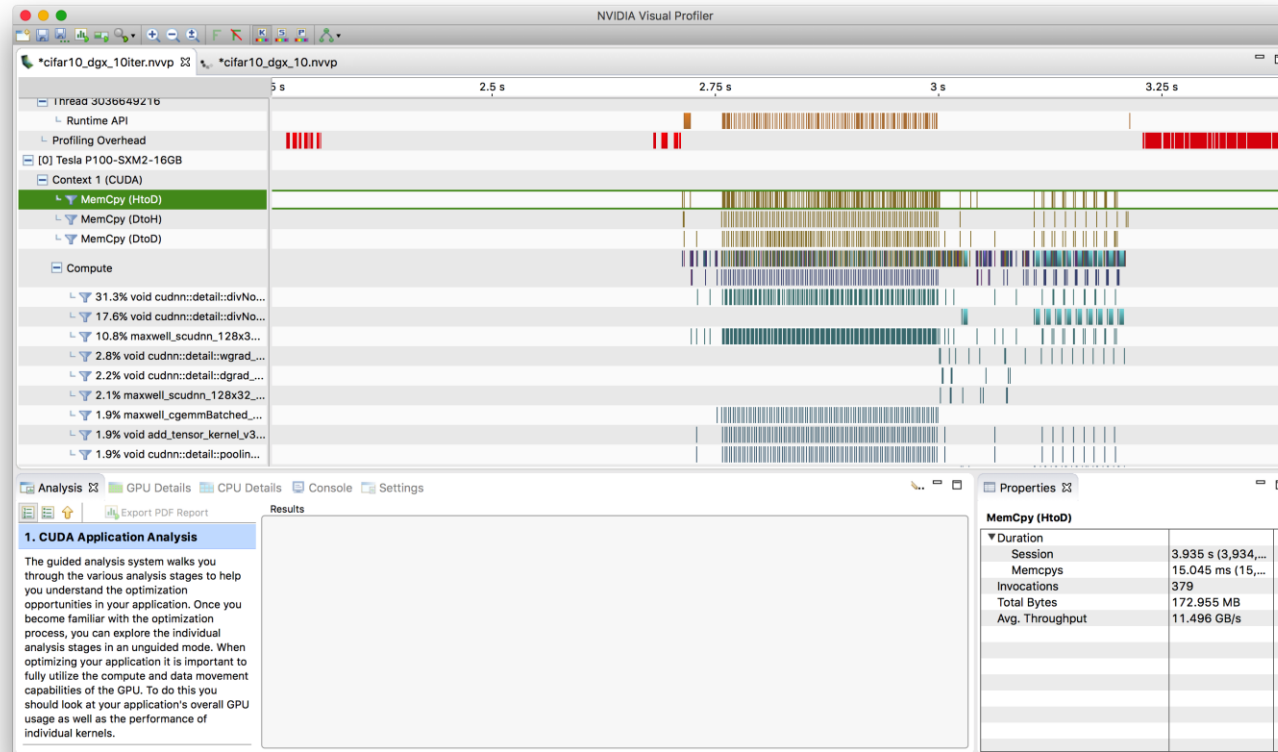 NVIDIA Visual Profiler
*cifar10_dgx_10iter.nvvp
*cifar10_dgx_10.nvvp
5 s 2.5 s 2.75 s 3 s 3.25 s
Thread 3036649216
Runtime API
Profiling Overhead
[0] Tesla P100-SXM2-16GB
Context 1 (CUDA)
MemCpy (HtoD)
MemCpy (DtoH)
MemCpy (DtoD)
Compute
31.3% void cudnn::detail::divNo...
17.6% void cudnn::detail::divNo...
10.8% maxwell_scudnn_128x3...
2.8% void cudnn::detail::wgrad_...
2.2% void cudnn::detail::dgrad_...
2.1% maxwell_scudnn_128x32_...
1.9% maxwell_cgemmBatched_...
1.9% void add_tensor_kernel_v3...
1.9% void cudnn::detail::poolin...
Analysis GPU Details CPU Details Console Settings
Export PDF Report
Results
1. CUDA Application Analysis
The guided analysis system walks you
through the various analysis stages to help
you understand the optimization
opportunities in your application. Once you
become familiar with the optimization
process, you can explore the individual
analysis stages in an unguided mode. When
optimizing your application it is important to
fully utilize the compute and data movement
capabilities of the GPU. To do this you
should look at your application's overall GPU
usage as well as the performance of
individual kernels.
Properties
MemCpy (HtoD)
Duration
Session 3.935 s (3,934,...
Memcpys 15.045 ms (15,...
Invocations 379
Total Bytes 172.955 MB
Avg. Throughput 11.496 GB/s